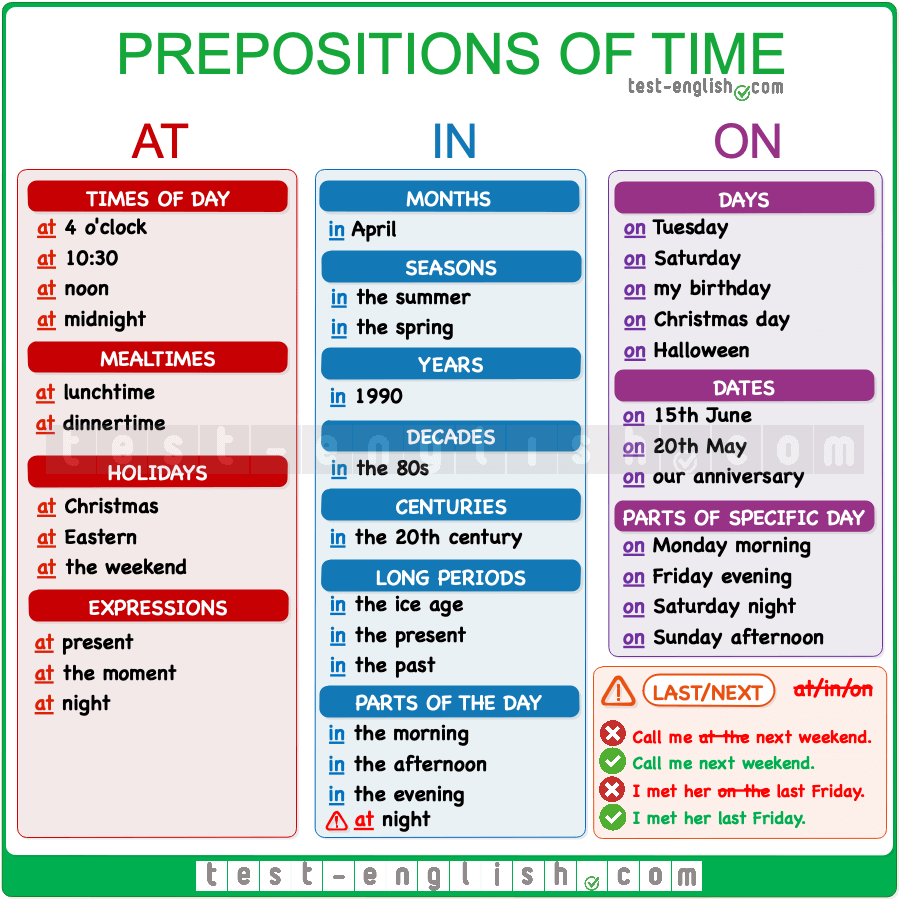 PREPOSITIONS OF TIME
test-english.com
AT
TIMES OF DAY
at 4 o'clock
at 10:30
at noon
at midnight
MEALTIMES
at lunchtime
at dinnertime
HOLIDAYS
at Christmas
at Eastern
at the weekend
EXPRESSIONS
at present
at the moment
at night
IN
MONTHS
in April
SEASONS
in the summer
in the spring
YEARS
in 1990
DECADES
in the 80s
CENTURIES
in the 20th century
LONG PERIODS
in the ice age
in the present
in the past
PARTS OF THE DAY
in the morning
in the afternoon
in the evening
at night
ON
DAYS
on Tuesday
on Saturday
on my birthday
on Christmas day
on Halloween
DATES
on 15th June
on 20th May
on our anniversary
PARTS OF SPECIFIC DAY
on Monday morning
on Friday evening
on Saturday night
on Sunday afternoon
LAST/NEXT at/in/on
Call me at the next weekend.
Call me next weekend.
I met her on the last Friday.
I met her last Friday.
test-english.com
test-english.com